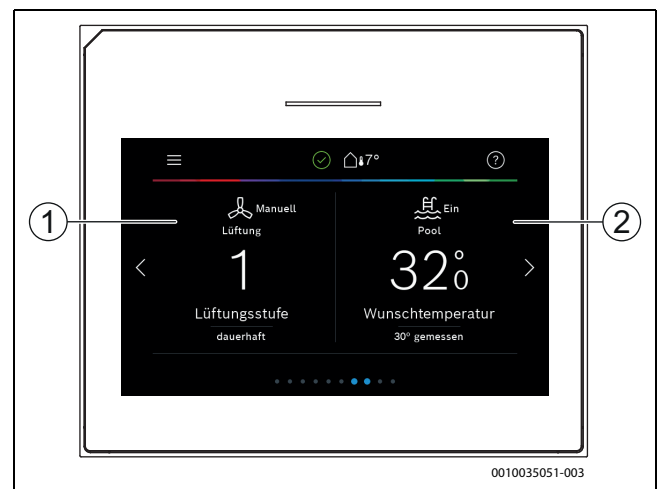 7°
?
Manuell
Lüftung
1
Lüftungsstufe
dauerhaft
Ein
Pool
32°0
Wunschtemperatur
30° gemessen
1
2
0010035051-003